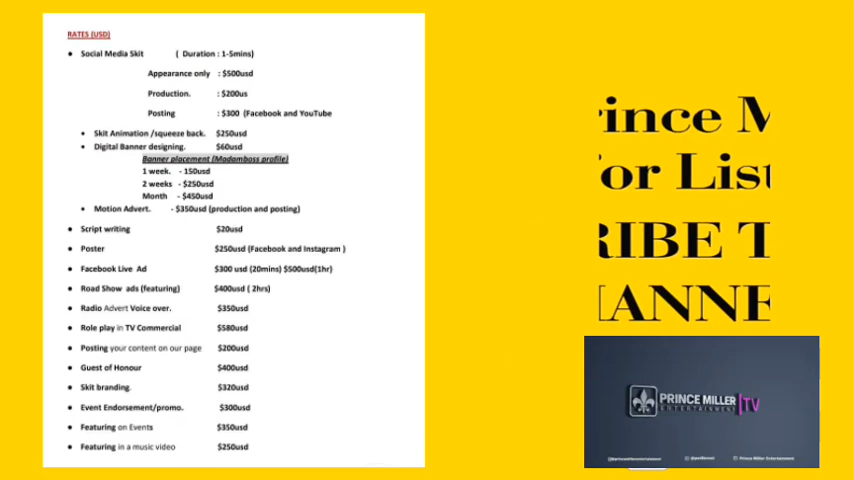 RATES (USD)
● Social Media Skit ( Duration : 1-5mins)
Appearance only : $500usd
Production. : $200us
Posting : $300 (Facebook and YouTube
• Skit Animation /squeeze back. $250usd
• Digital Banner designing. $60usd
Banner placement (Madamboss profile)
1 week. - 150usd
2 weeks - $250usd
Month - $450usd
• Motion Advert. - $350usd (production and posting)
● Script writing $20usd
● Poster $250usd (Facebook and Instagram )
● Facebook Live Ad $300 usd (20mins) $500usd(1hr)
● Road Show ads (featuring) $400usd ( 2hrs)
● Radio Advert Voice over. $350usd
● Role play in TV Commercial $580usd
● Posting your content on our page $200usd
● Guest of Honour $400usd
● Skit branding. $320usd
● Event Endorsement/promo. $300usd
● Featuring on Events $350usd
● Featuring in a music video $250usd
rince M
for List
RIBE T
HANNE
PRINCE MILLER TV
ENTERTAINMENT
Prince Miller Entertainment